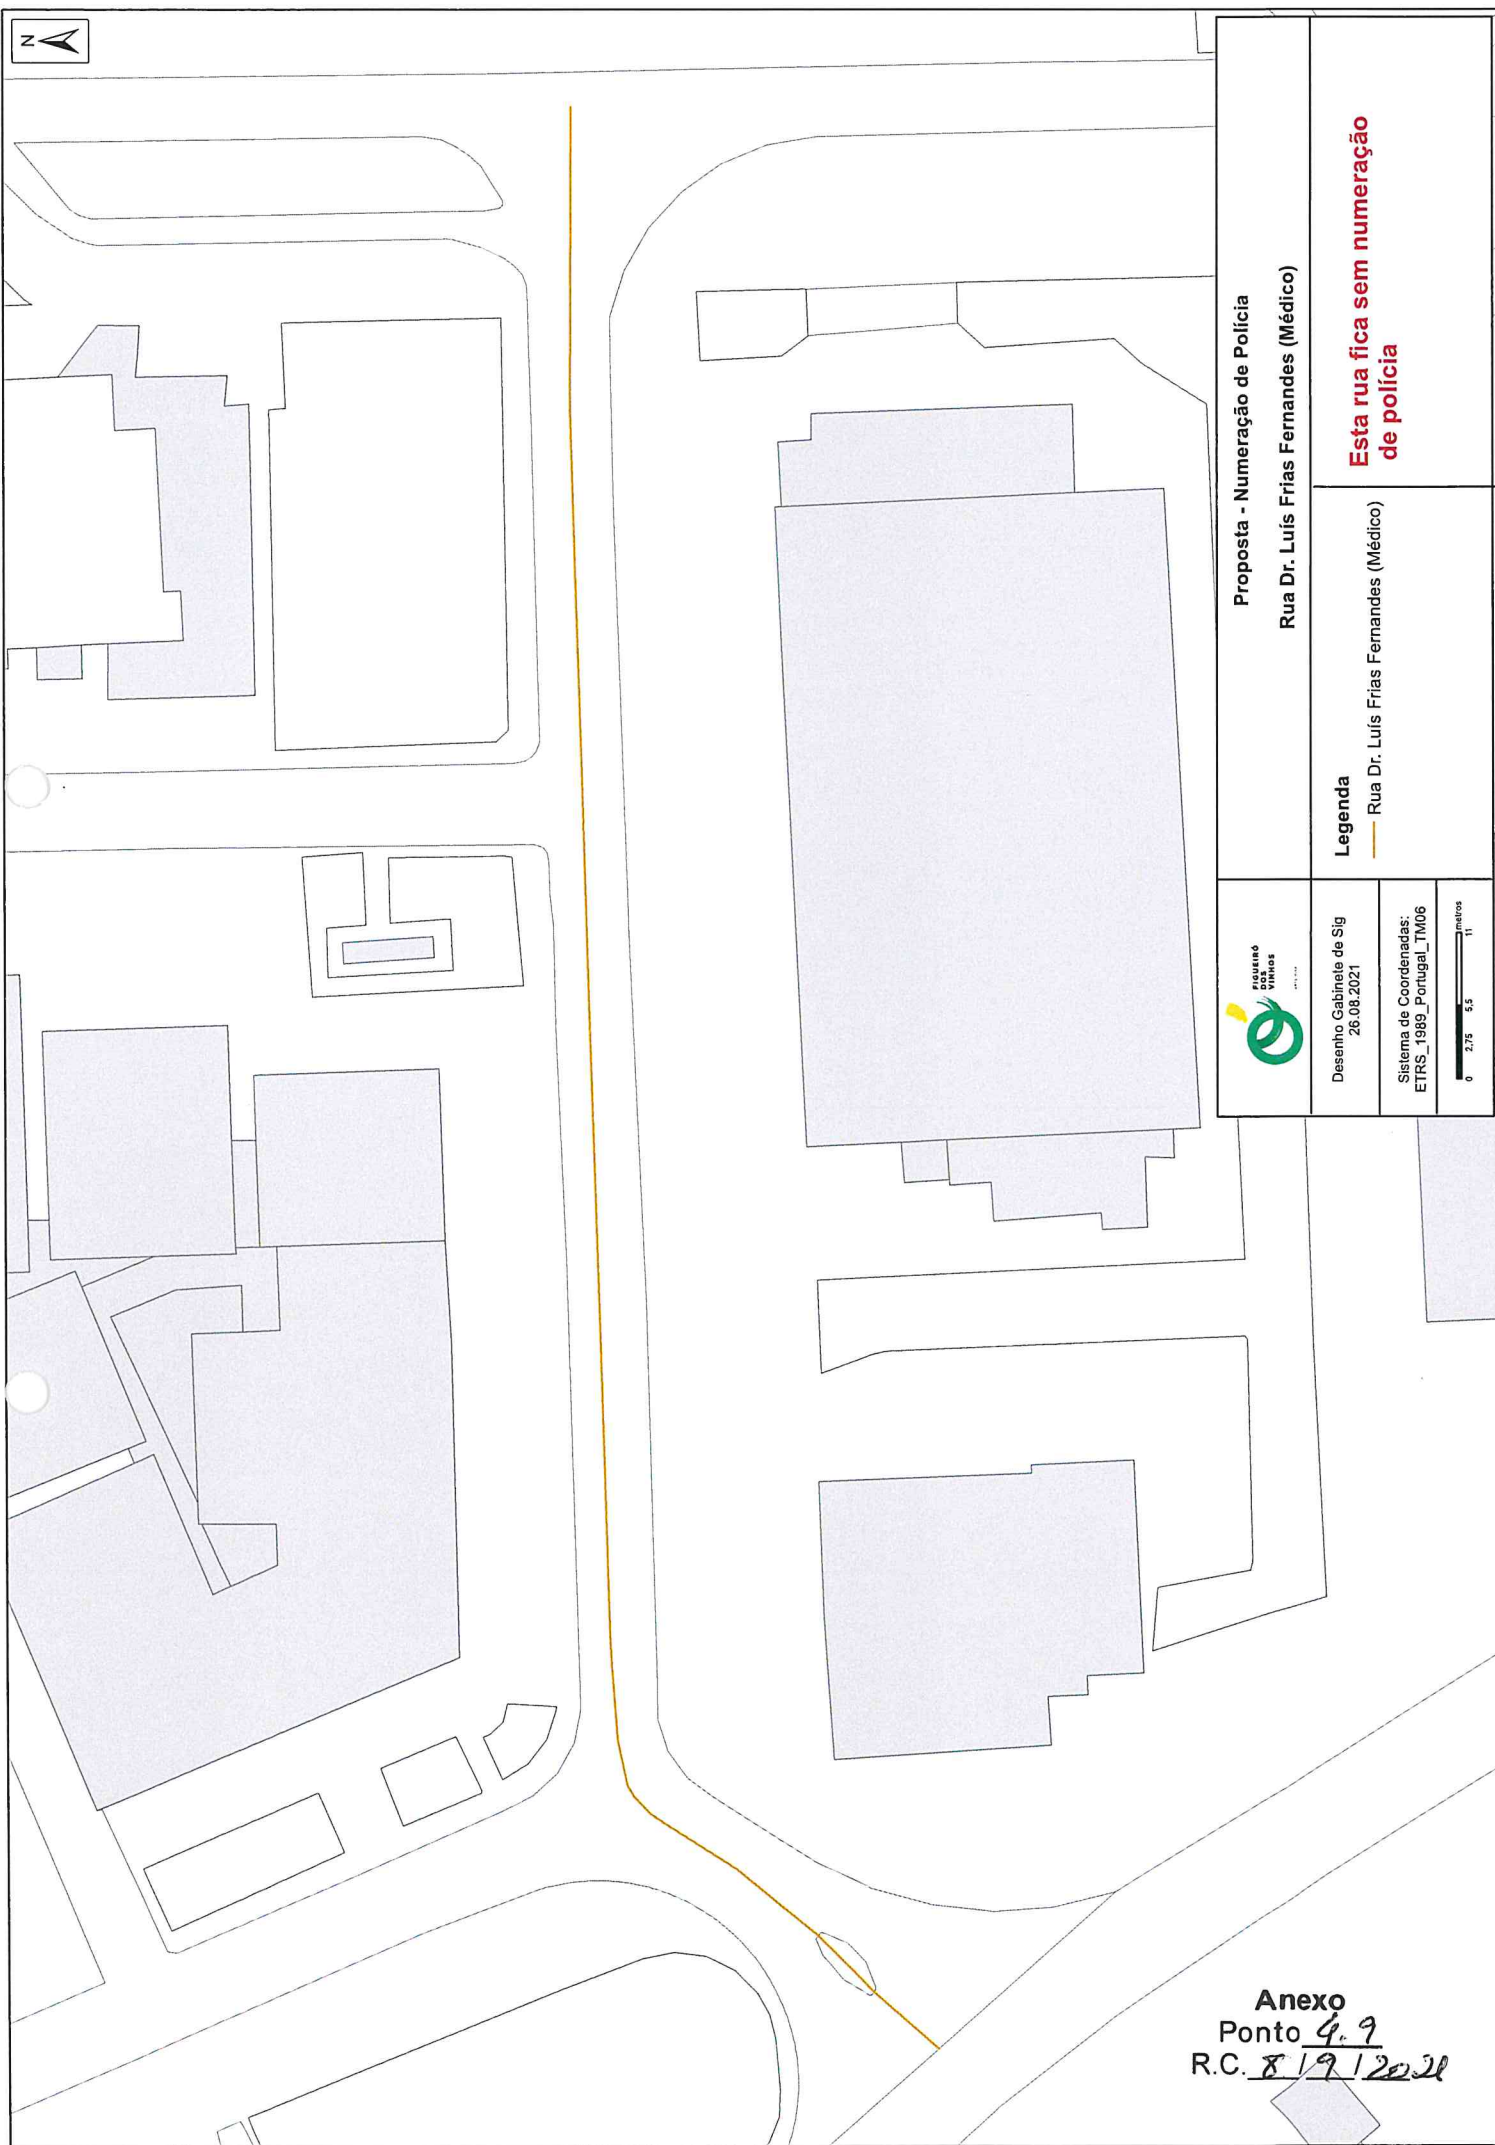 N
Proposta - Numeração de Polícia
Rua Dr. Luís Frias Fernandes (Médico)
FIGUEIRÓ
DOS
VINHOS
Legenda
Rua Dr. Luís Frias Fernandes (Médico)
Esta rua fica sem numeração
de polícia
Desenho Gabinete de Sig
26.08.2021
Sistema de Coordenadas:
ETRS_1989_Portugal_TM06
metros
0 2,75 5,5 11
Anexo
Ponto 4.9
R.C. 8/9/2021